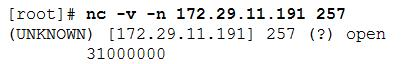 [root]# nc -v -n 172.29.11.191 257
(UNKNOWN) [172.29.11.191] 257 (?) open
31000000